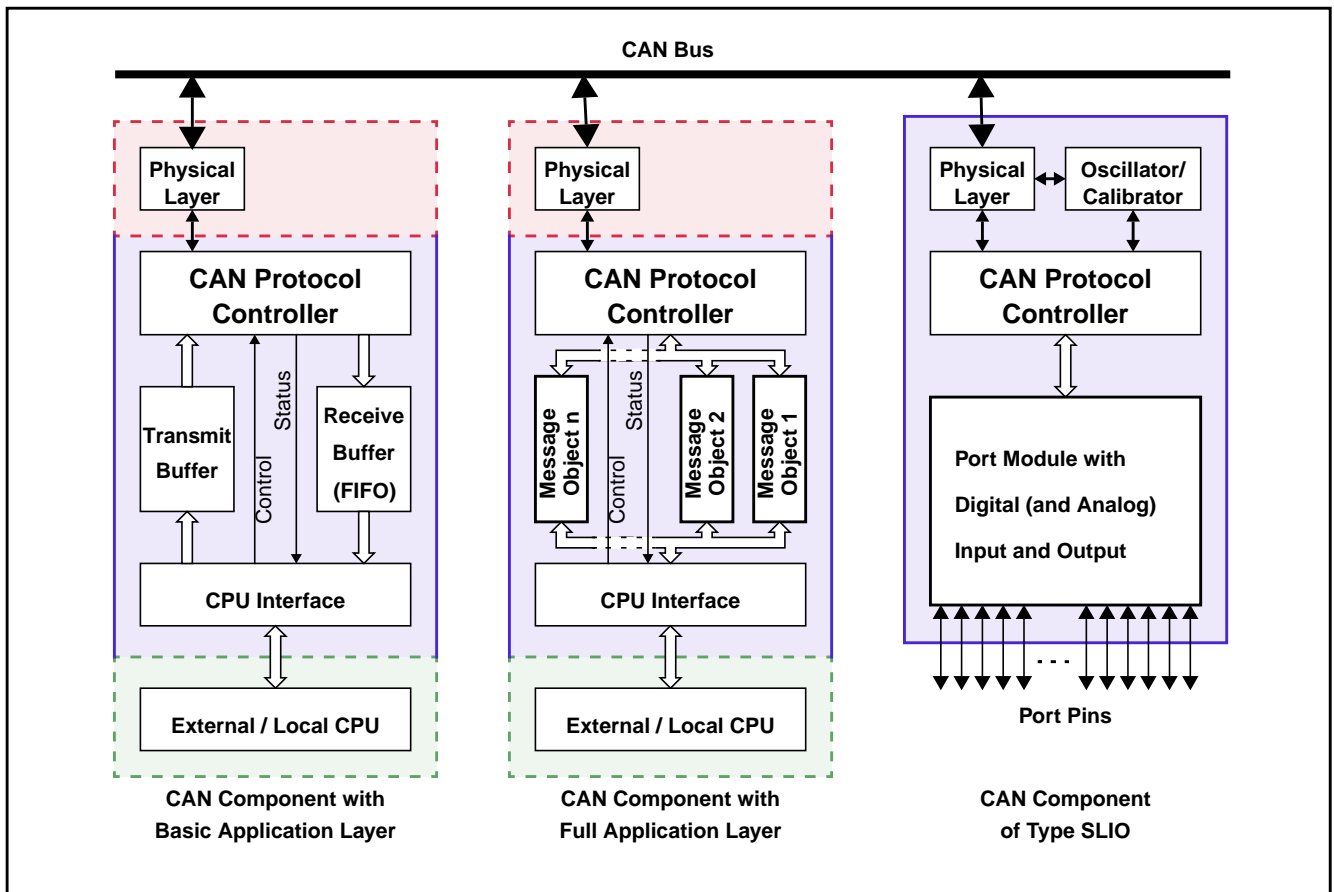 CAN Bus
Physical
Layer
CAN Protocol
Controller
Transmit
Buffer
Control
Status
Receive
Buffer
(FIFO)
CPU Interface
External / Local CPU
CAN Component with
Basic Application Layer
Physical
Layer
CAN Protocol
Controller
Message
Object n
Control
Status
Message
Object 2
Message
Object 1
CPU Interface
External / Local CPU
CAN Component with
Full Application Layer
Physical
Layer
Oscillator/
Calibrator
CAN Protocol
Controller
Port Module with
Digital (and Analog)
Input and Output
Port Pins
CAN Component
of Type SLIO